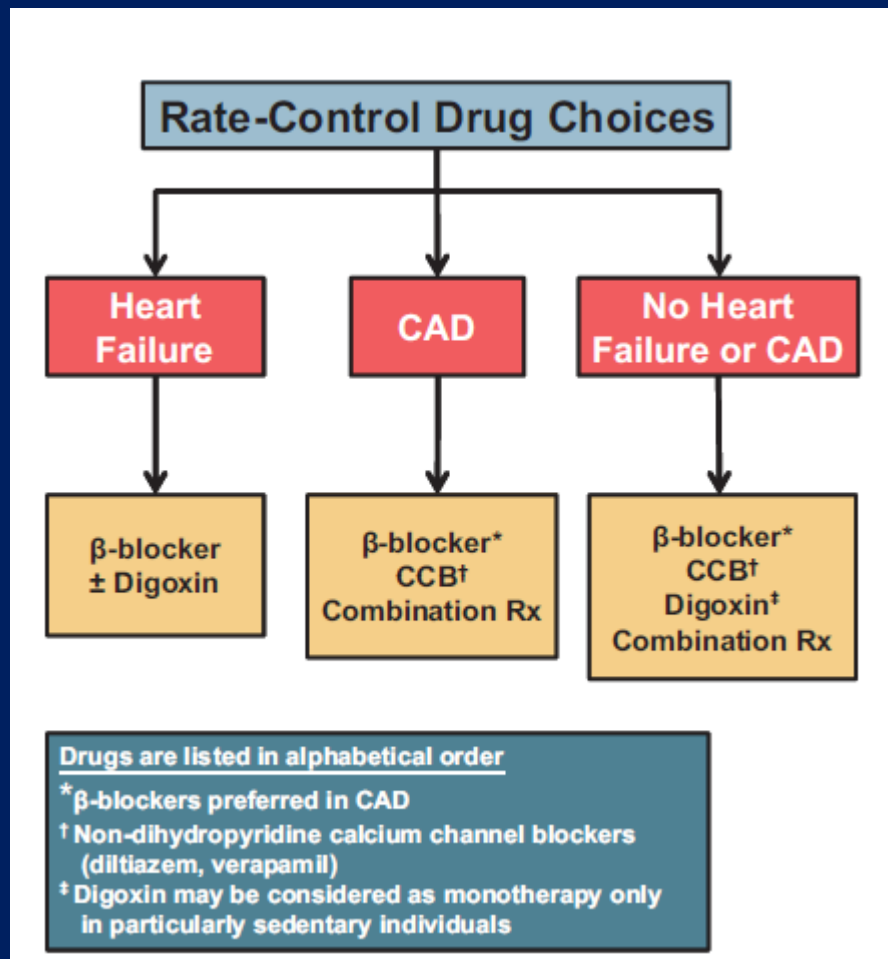 Rate-Control Drug Choices
Heart
Failure
CAD
No Heart
Failure or CAD
β-blocker
± Digoxin
β-blocker*
CCB†
Combination Rx
β-blocker*
CCB†
Digoxin‡
Combination Rx
Drugs are listed in alphabetical order
*β-blockers preferred in CAD
† Non-dihydropyridine calcium channel blockers
(diltiazem, verapamil)
‡ Digoxin may be considered as monotherapy only
in particularly sedentary individuals